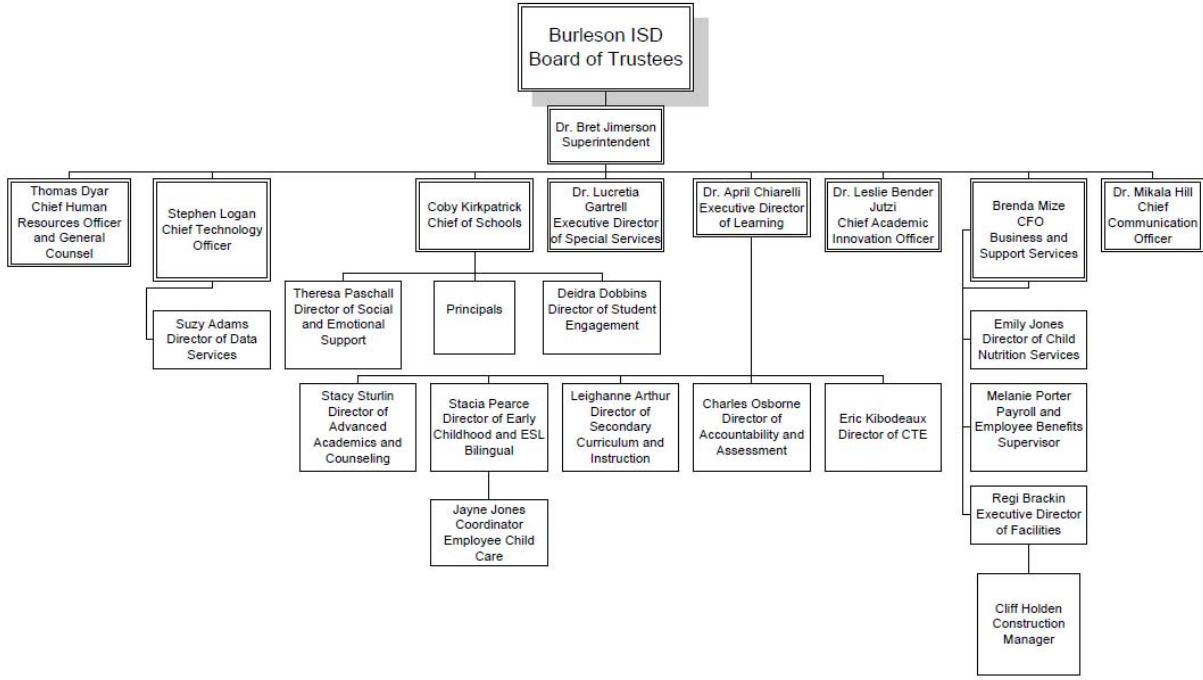 Burleson ISD
Board of Trustees
Dr. Bret Jimerson
Superintendent
Thomas Dyar
Chief Human
Resources Officer
and General
Counsel
Stephen Logan
Chief Technology
Officer
Coby Kirkpatrick
Chief of Schools
Dr. Lucretia
Gartrell
Executive Director
of Special Services
Dr. April Chiarelli
Executive Director
of Learning
Dr. Leslie Bender
Jutzi
Chief Academic
Innovation Officer
Brenda Mize
CFO
Business and
Support Services
Dr. Mikala Hill
Chief
Communication
Officer
Suzy Adams
Director of Data
Services
Theresa Paschall
Director of Social
and Emotional
Support
Principals
Deidra Dobbins
Director of Student
Engagement
Emily Jones
Director of Child
Nutrition Services
Stacy Sturlin
Director of
Advanced
Academics and
Counseling
Stacia Pearce
Director of Early
Childhood and ESL
Bilingual
Leighanne Arthur
Director of
Secondary
Curriculum and
Instruction
Charles Osborne
Director of
Accountability and
Assessment
Eric Kibodeaux
Director of CTE
Melanie Porter
Payroll and
Employee Benefits
Supervisor
Jayne Jones
Coordinator
Employee Child
Care
Regi Brackin
Executive Director
of Facilities
Cliff Holden
Construction
Manager